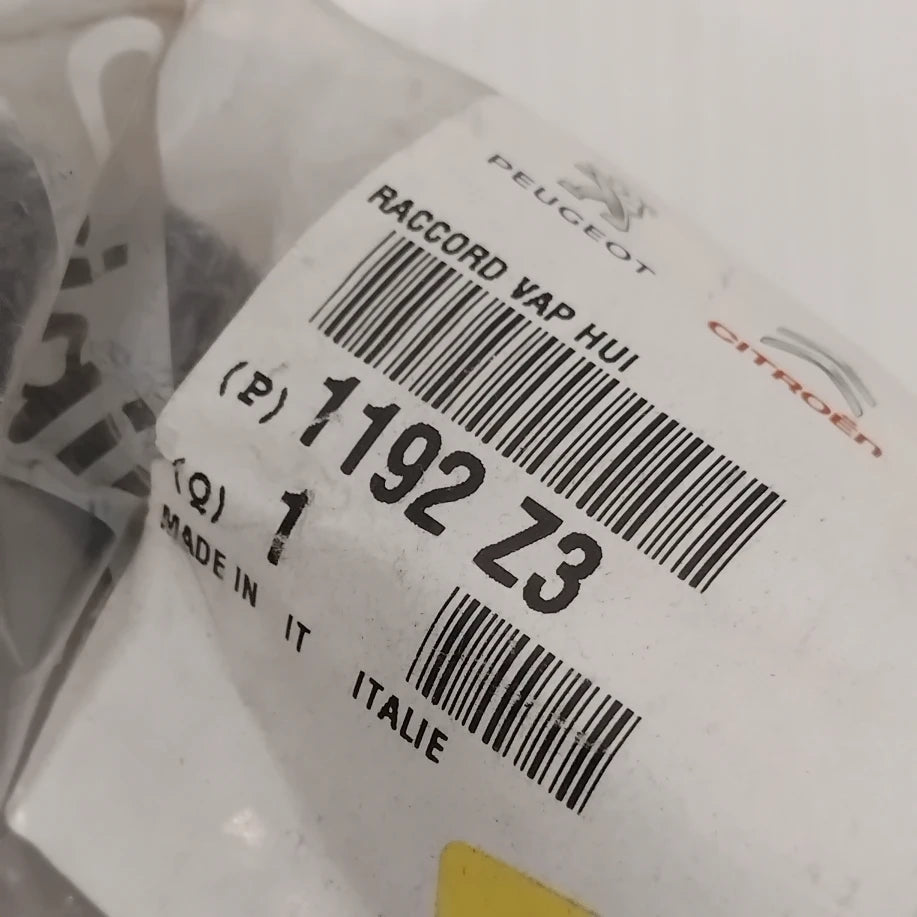 PEUGEOT
CITROËN
RACCORD VAP HUI
(P) 1192 Z3
(Q) 1
MADE IN IT
ITALIE